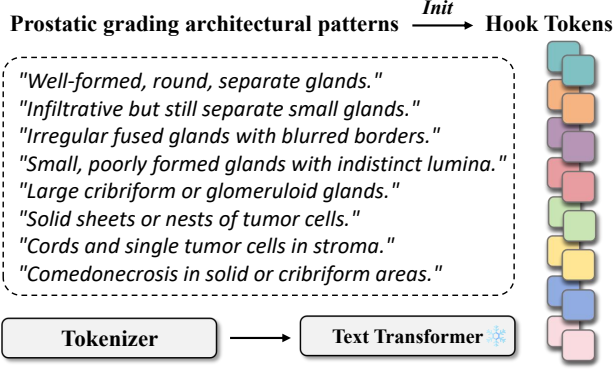 Prostatic grading architectural patterns Init Hook Tokens
"Well-formed, round, separate glands."
"Infiltrative but still separate small glands."
"Irregular fused glands with blurred borders."
"Small, poorly formed glands with indistinct lumina."
"Large cribriform or glomeruloid glands."
"Solid sheets or nests of tumor cells."
"Cords and single tumor cells in stroma."
"Comedonecrosis in solid or cribriform areas."
Tokenizer Text Transformer